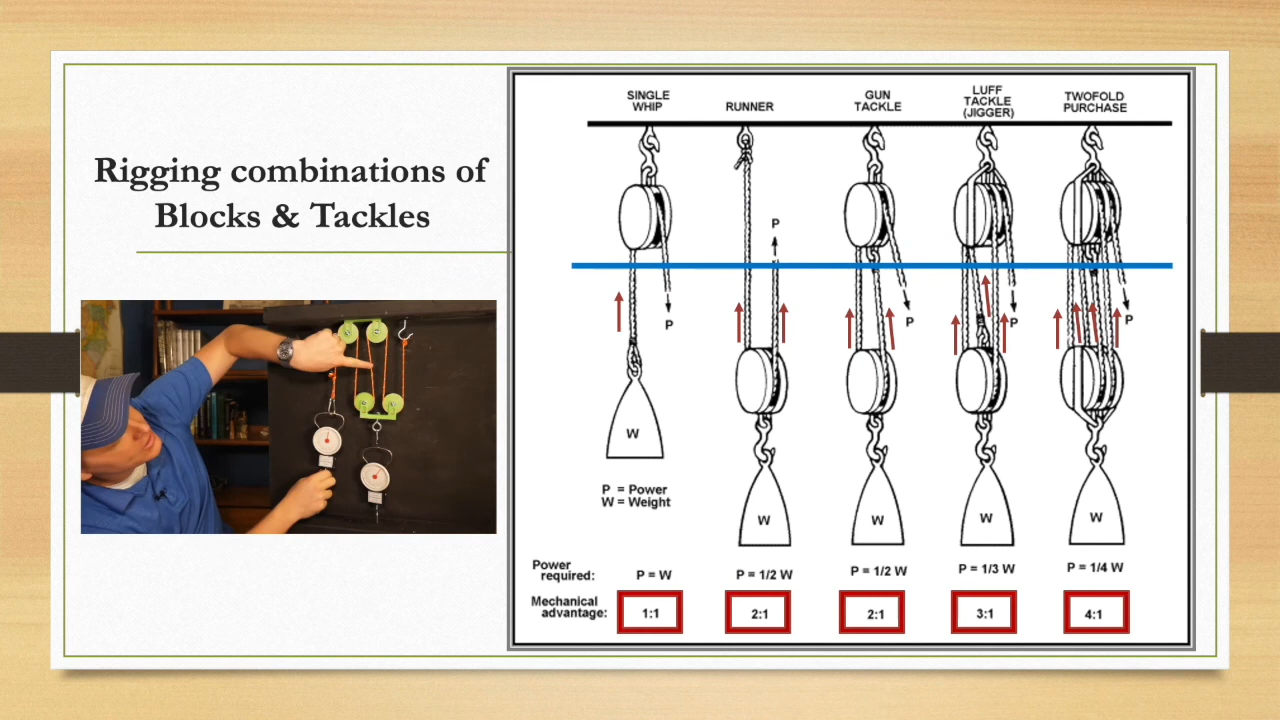 Rigging combinations of
Blocks & Tackles
SINGLE
WHIP
RUNNER
GUN
TACKLE
LUFF
TACKLE
(JIGGER)
TWOFOLD
PURCHASE
P
P
P
P
P
W
W
W
W
W
P = Power
W = Weight
Power
required:
P = W
P = 1/2 W
P = 1/2 W
P = 1/3 W
P = 1/4 W
Mechanical
advantage:
1:1
2:1
2:1
3:1
4:1